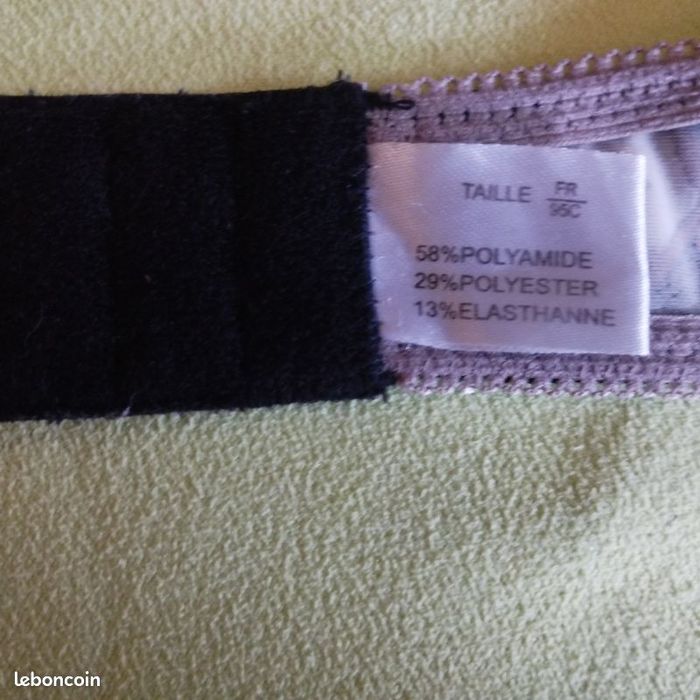 TAILLE FR
95C
58%POLYAMIDE
29%POLYESTER
13%ELASTHANNE
leboncoin